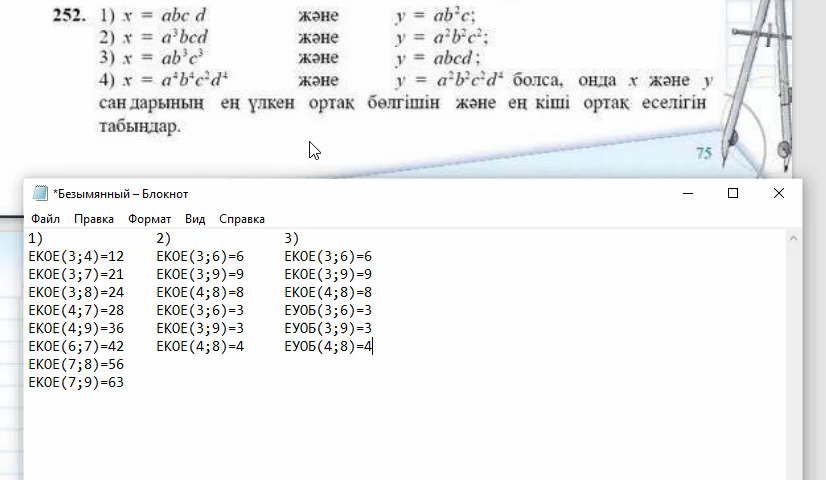 252. 1) x = abc d және y = ab²c;
2) x = a³bcd және y = a²b²c²;
3) x = ab³c³ және y = abcd;
4) x = a⁴b⁴c²d⁴ және y = a²b²c²d⁴ болса, онда x және y
сандарының ең үлкен ортақ бөлгішін және ең кіші ортақ еселігін
табыңдар.
75
*Безымянный – Блокнот
Файл Правка Формат Вид Справка
1) 2) 3)
ЕКОЕ(3;4)=12 ЕКОЕ(3;6)=6 ЕКОЕ(3;6)=6
ЕКОЕ(3;7)=21 ЕКОЕ(3;9)=9 ЕКОЕ(3;9)=9
ЕКОЕ(3;8)=24 ЕКОЕ(4;8)=8 ЕКОЕ(4;8)=8
ЕКОЕ(4;7)=28 ЕКОЕ(3;6)=3 ЕУОБ(3;6)=3
ЕКОЕ(4;9)=36 ЕКОЕ(3;9)=3 ЕУОБ(3;9)=3
ЕКОЕ(6;7)=42 ЕКОЕ(4;8)=4 ЕУОБ(4;8)=4
ЕКОЕ(7;8)=56
ЕКОЕ(7;9)=63